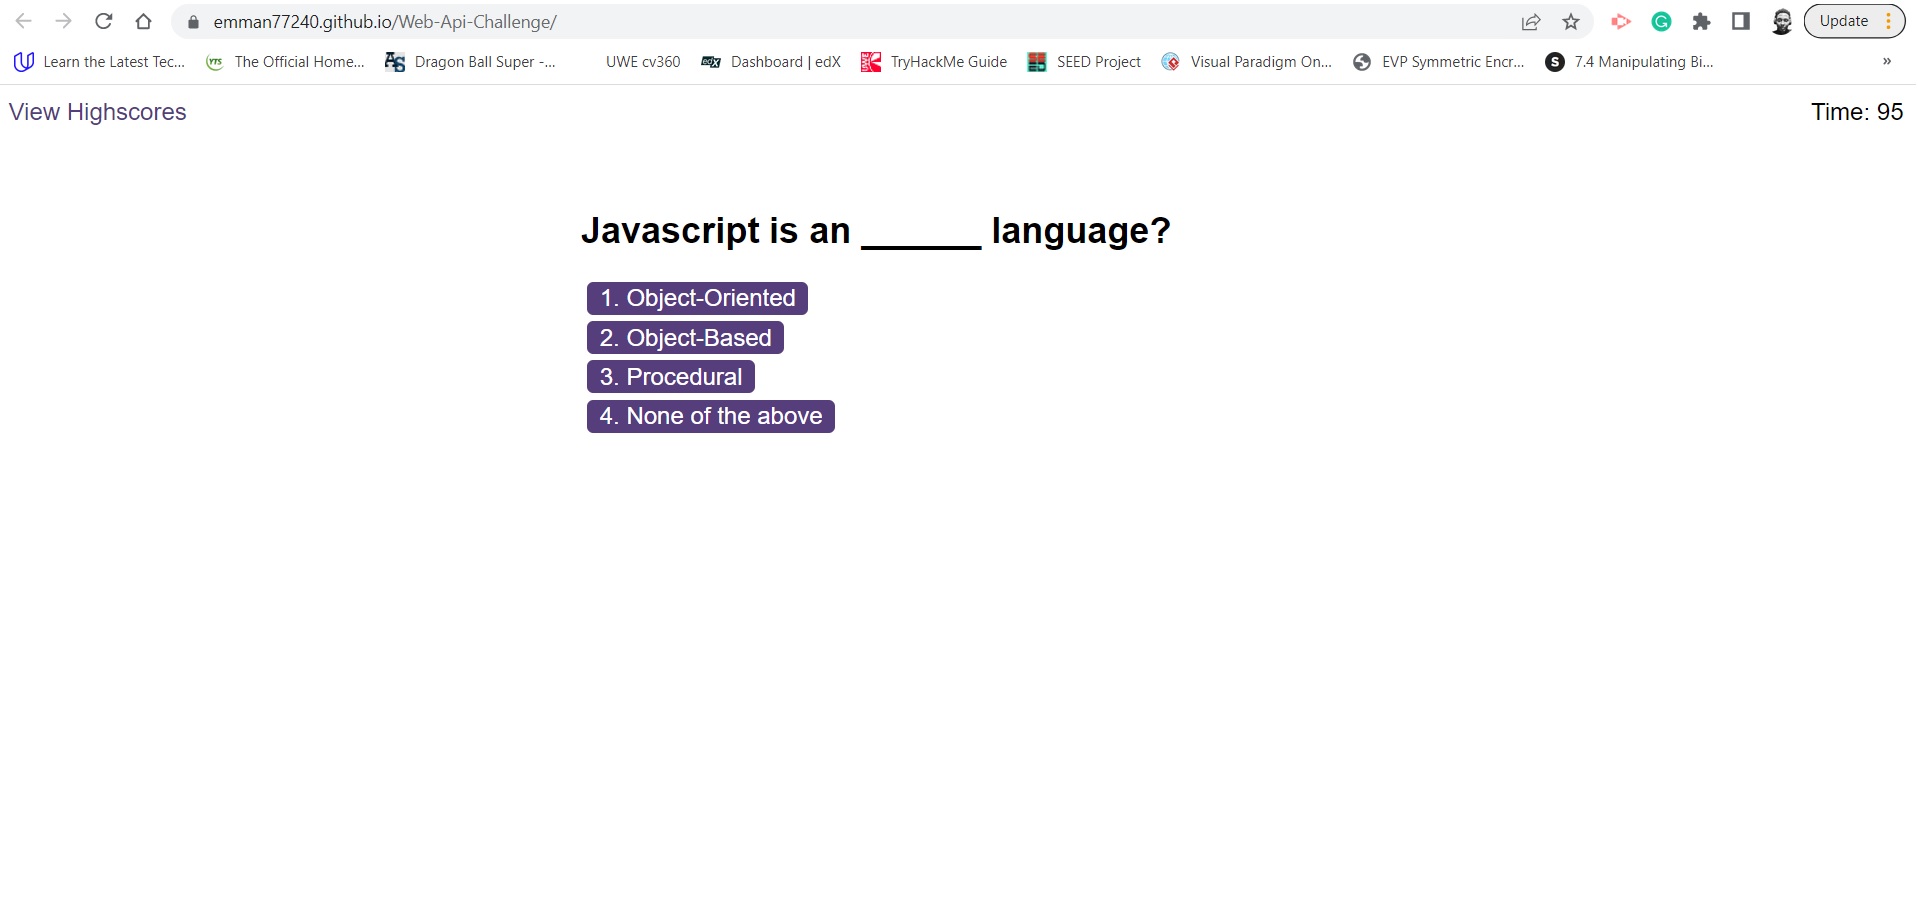 emman77240.github.io/Web-Api-Challenge/
Update
Learn the Latest Tec...
YTS
The Official Home...
AS
Dragon Ball Super -...
UWE cv360
edX
Dashboard | edX
TryHackMe Guide
SEED Project
Visual Paradigm On...
EVP Symmetric Encr...
S
7.4 Manipulating Bi...
»
View Highscores
Time: 95
Javascript is an ______ language?
1. Object-Oriented
2. Object-Based
3. Procedural
4. None of the above